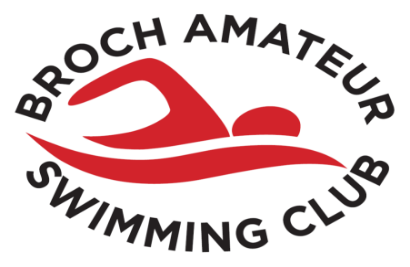 BROCH AMATEUR
SWIMMING CLUB